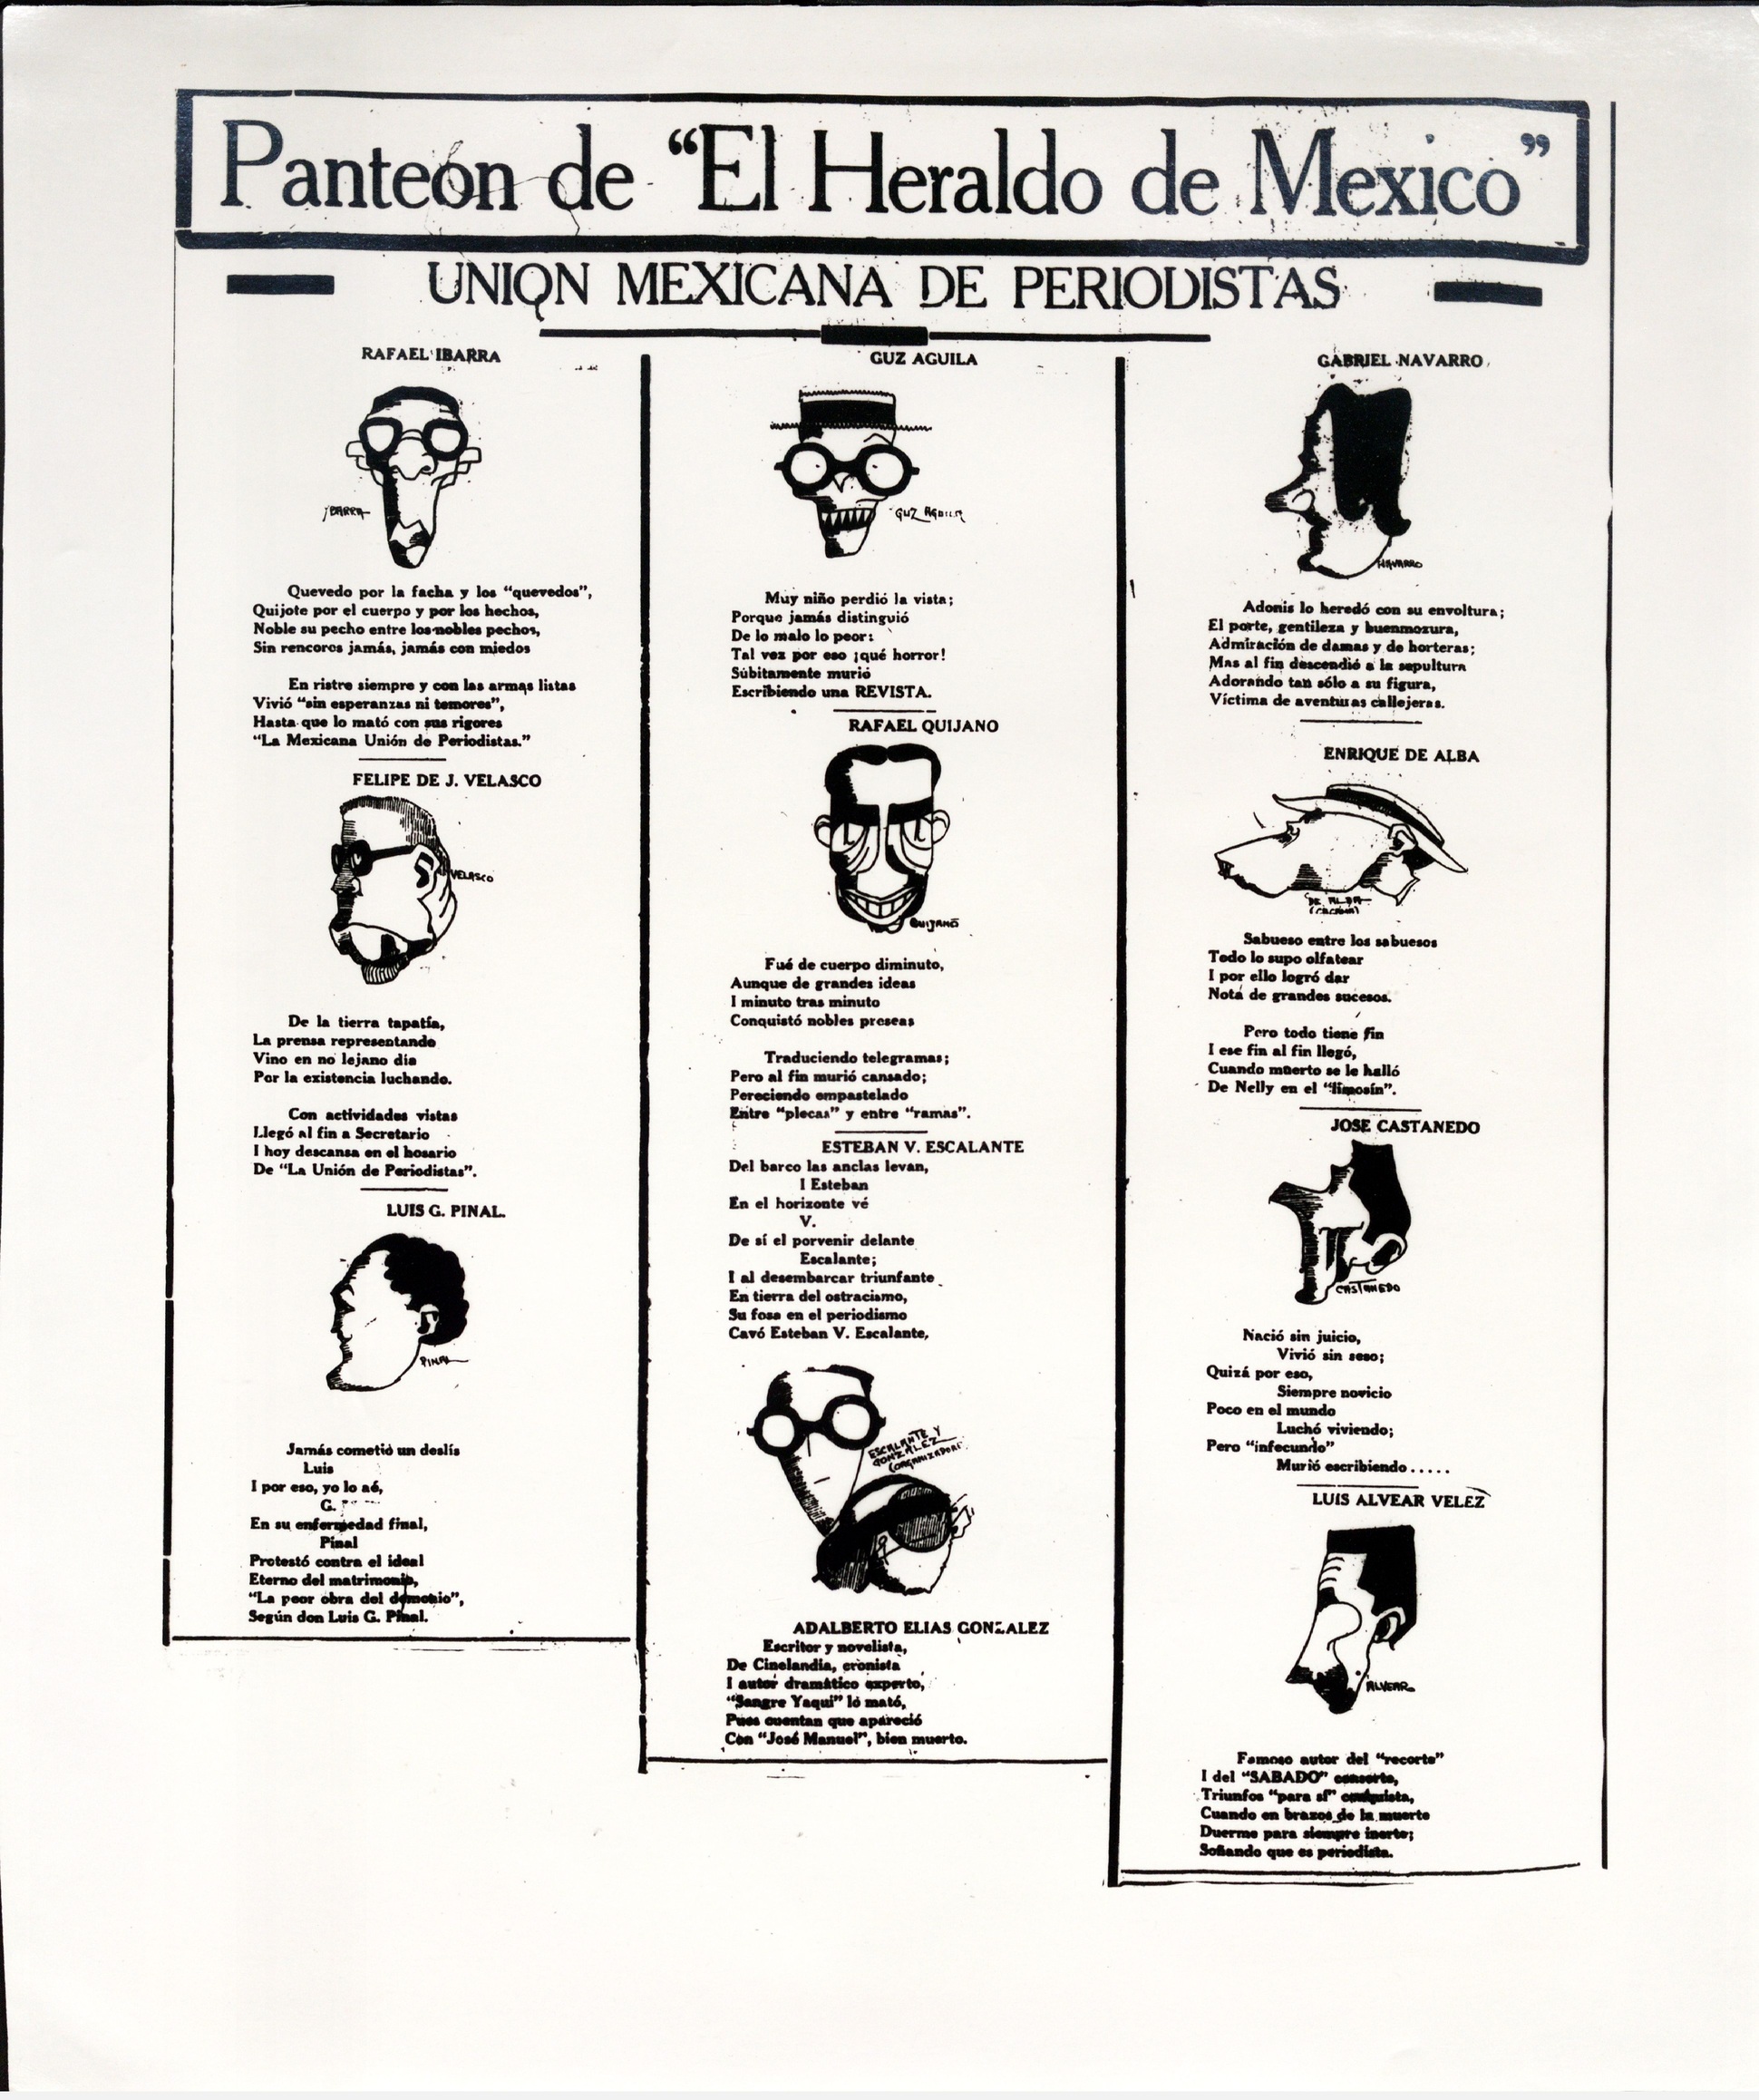 Panteón de "El Heraldo de Mexico"
UNION MEXICANA DE PERIODISTAS
RAFAEL IBARRA
IBARRA
Quevedo por la facha y los "quevedos",
Quijote por el cuerpo y por los hechos,
Noble su pecho entre los nobles pechos,
Sin rencores jamás, jamás con miedos
En ristre siempre y con las armas listas
Vivió "sin esperanzas ni temores",
Hasta que lo mató con sus rigores
"La Mexicana Unión de Periodistas."
FELIPE DE J. VELASCO
VELASCO
De la tierra tapatía,
La prensa representando
Vino en no lejano día
Por la existencia luchando.
Con actividades vistas
Llegó al fin a Secretario
I hoy descansa en el hosario
De "La Unión de Periodistas".
LUIS G. PINAL.
PINAL
Jamás cometió un deslís
Luis
I por eso, yo lo aé,
G.
En su enfermedad final,
Pinal
Protestó contra el ideal
Eterno del matrimonio,
"La peor obra del demonio",
Según don Luis G. Pinal.
GUZ AGUILA
GUZ AGUILA
Muy niño perdió la vista;
Porque jamás distinguió
De lo malo lo peor:
Tal vez por eso ¡qué horror!
Súbitamente murió
Escribiendo una REVISTA.
RAFAEL QUIJANO
QUIJANO
Fué de cuerpo diminuto,
Aunque de grandes ideas
I minuto tras minuto
Conquistó nobles preseas
Traduciendo telegramas;
Pero al fin murió cansado;
Pereciendo empastelado
Entre "plecas" y entre "ramas".
ESTEBAN V. ESCALANTE
Del barco las anclas levan,
I Esteban
En el horizonte vé
V.
De sí el porvenir delante
Escalante;
I al desembarcar triunfante
En tierra del ostracismo,
Su fosa en el periodismo
Cavó Esteban V. Escalante,
ESCALANTE Y
GONZALEZ
(ORGANIZADOR)
ADALBERTO ELIAS GONZALEZ
Escritor y novelista,
De Cinelandia, cronista
I autor dramático experto,
"Sangre Yaqui" lo mató,
Pues cuentan que apareció
Con "José Manuel", bien muerto.
GABRIEL NAVARRO
NAVARRO
Adonis lo heredó con su envoltura;
El porte, gentileza y buenmozura,
Admiración de damas y de horteras;
Mas al fin descendió a la sepultura
Adorando tan sólo a su figura,
Víctima de aventuras callejeras.
ENRIQUE DE ALBA
DE ALBA
Sabueso entre los sabuesos
Todo lo supo olfatear
I por ello logró dar
Nota de grandes sucesos.
Pero todo tiene fin
I ese fin al fin llegó,
Cuando muerto se le halló
De Nelly en el "limosín".
JOSE CASTANEDO
CASTANEDO
Nació sin juicio,
Vivió sin seso;
Quizá por eso,
Siempre novicio
Poco en el mundo
Luchó viviendo;
Pero "infecundo"
Murió escribiendo.....
LUIS ALVEAR VELEZ
ALVEAR
Famoso autor del "recorte"
I del "SABADO"
Triunfos "para sí" conquista,
Cuando en brazos de la muerte
Duerme para siempre inerte;
Soñando que es periodista.